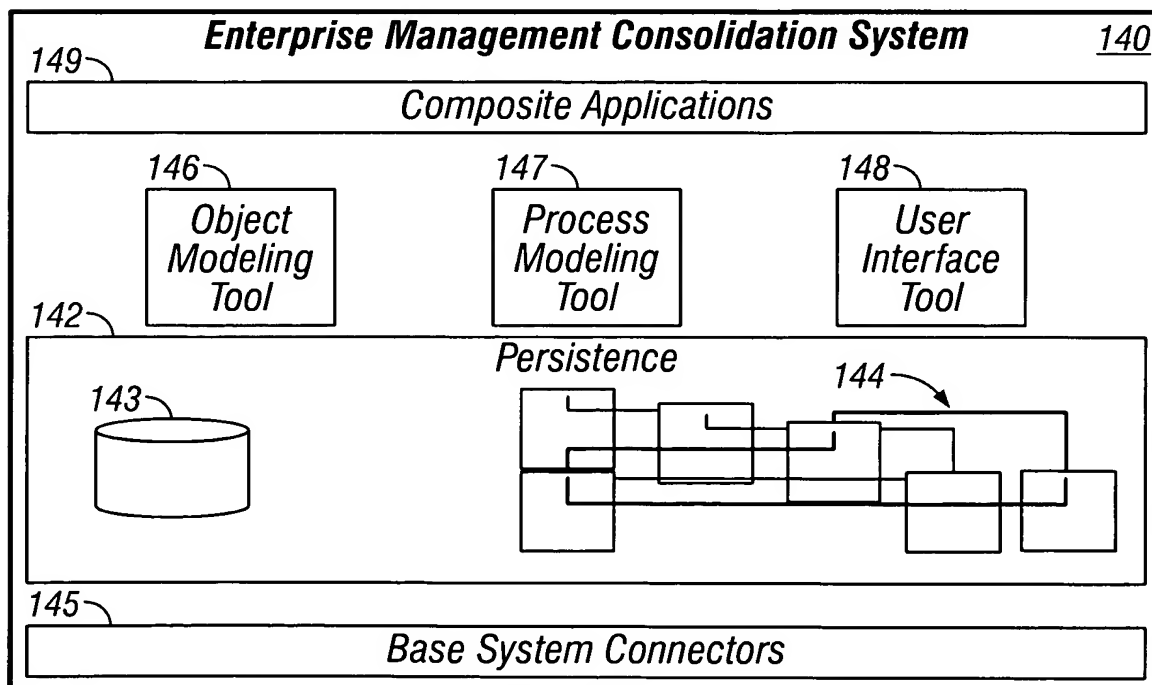 Enterprise Management Consolidation System 140
149
Composite Applications
146
Object
Modeling
Tool
147
Process
Modeling
Tool
148
User
Interface
Tool
142
Persistence
143
144
145
Base System Connectors